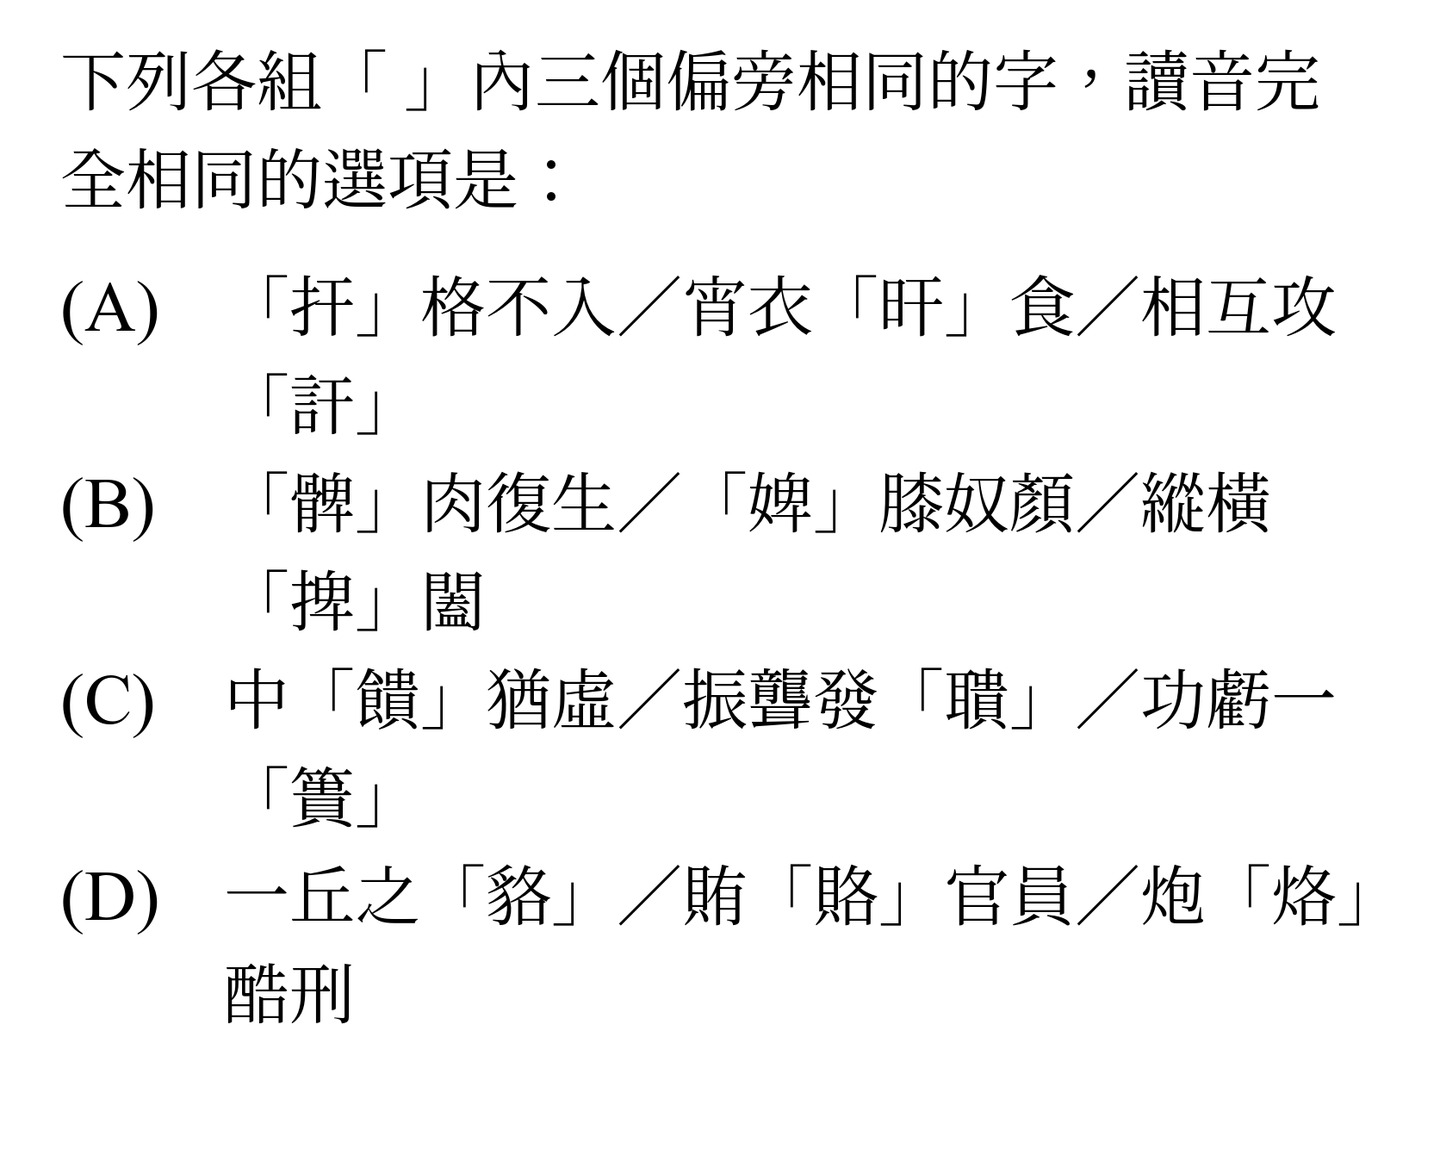 下列各組「 」內三個偏旁相同的字，讀音完
全相同的選項是：
(A) 「扞」格不入／宵衣「旰」食／相互攻
「訐」
(B) 「髀」肉復生／「婢」膝奴顏／縱橫
「捭」闔
(C) 中「饋」猶虛／振聾發「聵」／功虧一
「簣」
(D) 一丘之「貉」／賄「賂」官員／炮「烙」
酷刑